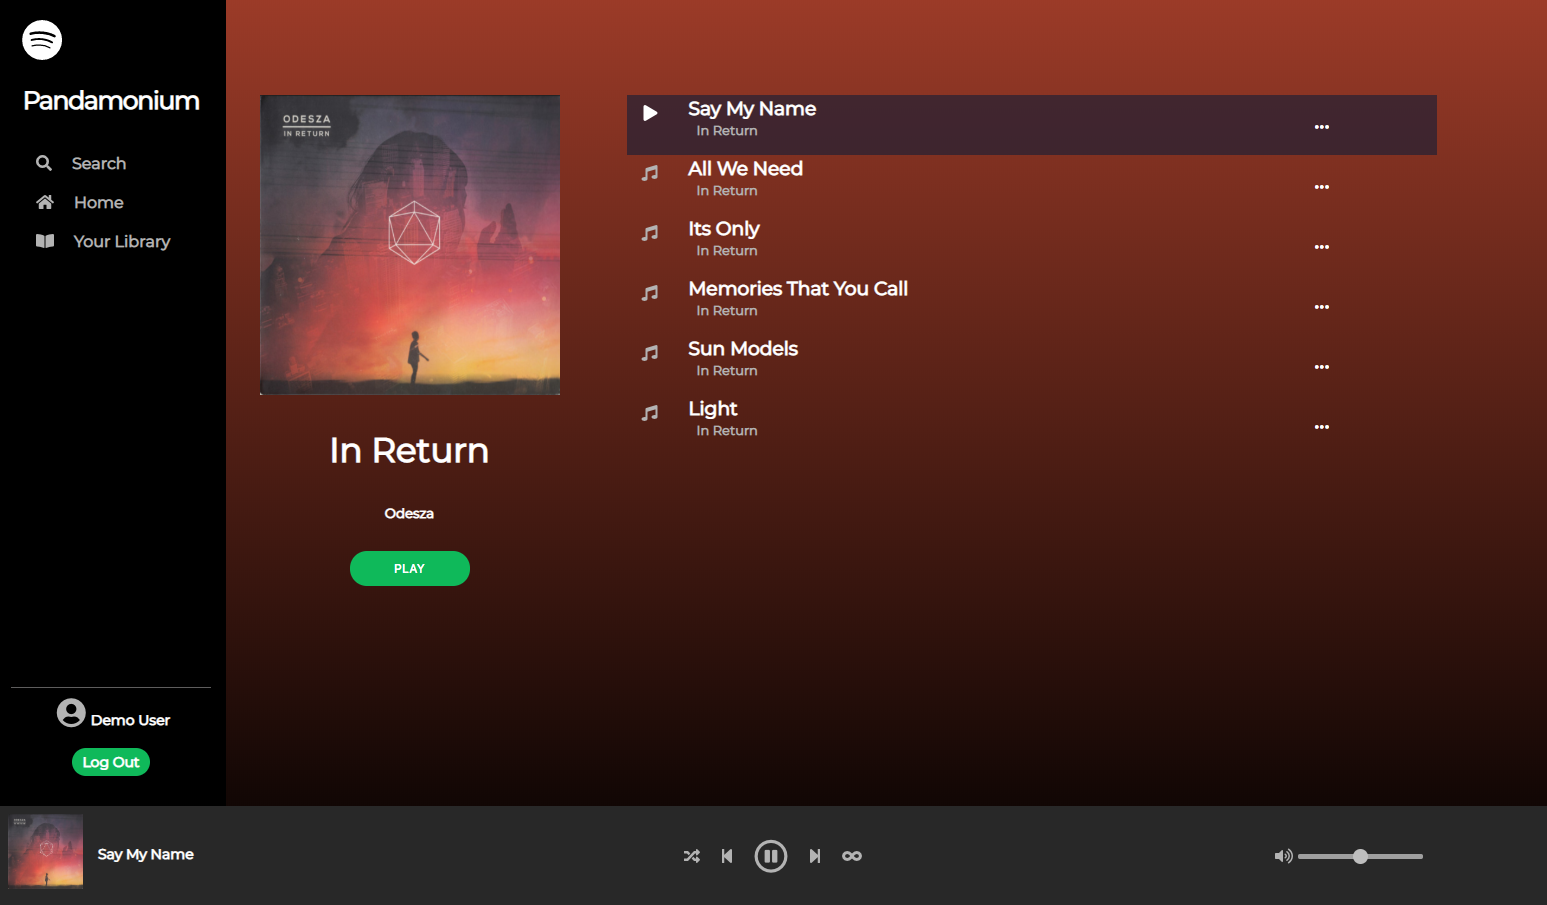 Pandamonium
Search
Home
Your Library
Demo User
Log Out
ODESZA
IN RETURN
In Return
Odesza
PLAY
Say My Name
In Return
All We Need
In Return
Its Only
In Return
Memories That You Call
In Return
Sun Models
In Return
Light
In Return
Say My Name